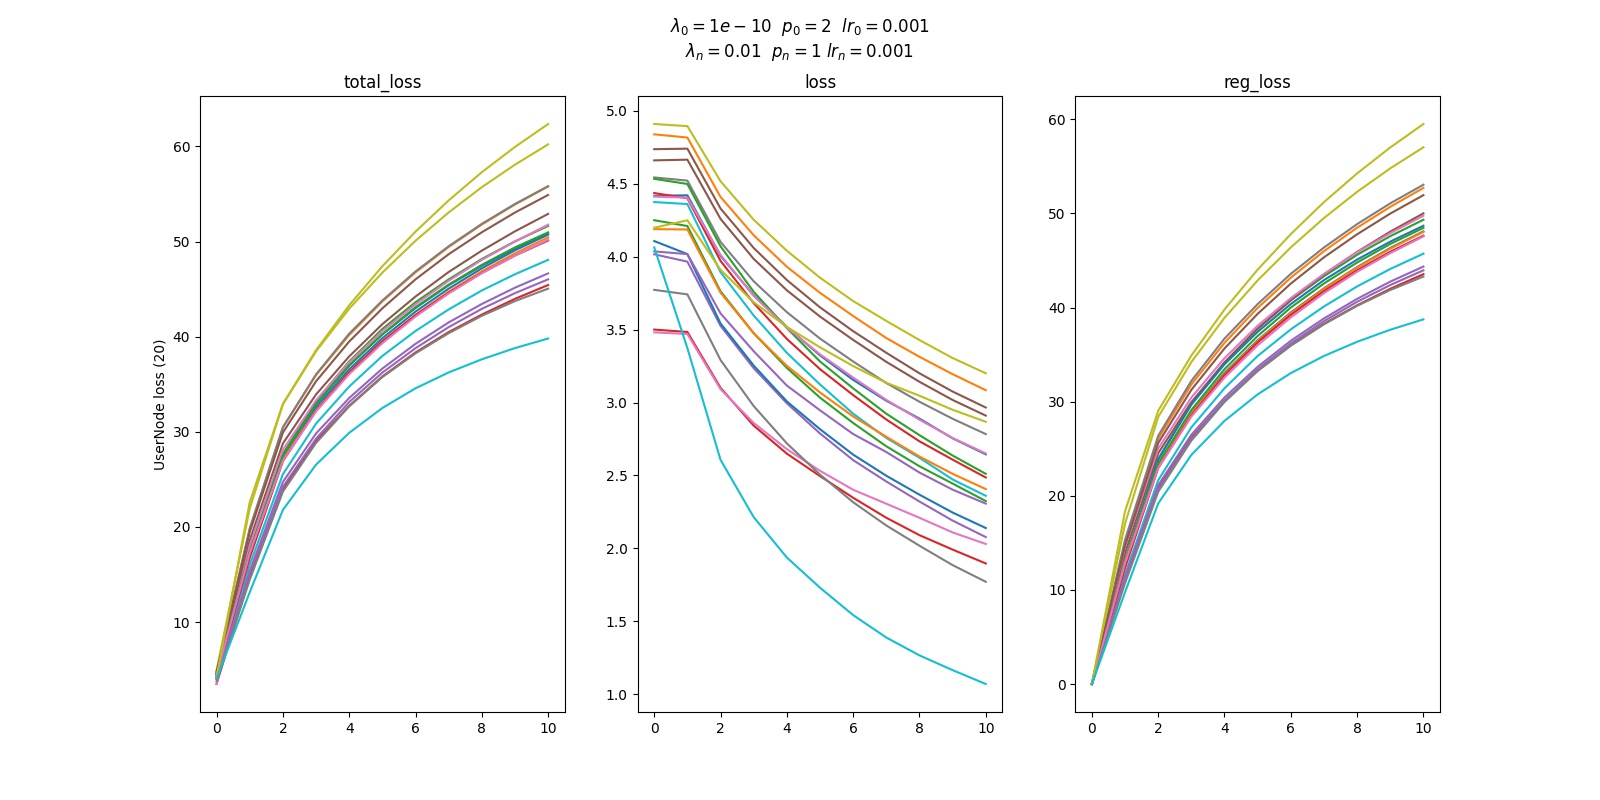 λ₀ = 1e − 10 p₀ = 2 lr₀ = 0.001
λₙ = 0.01 pₙ = 1 lrₙ = 0.001
total_loss
loss
reg_loss
UserNode loss (20)
60
50
40
30
20
10
0 2 4 6 8 10
5.0
4.5
4.0
3.5
3.0
2.5
2.0
1.5
1.0
0 2 4 6 8 10
60
50
40
30
20
10
0
0 2 4 6 8 10